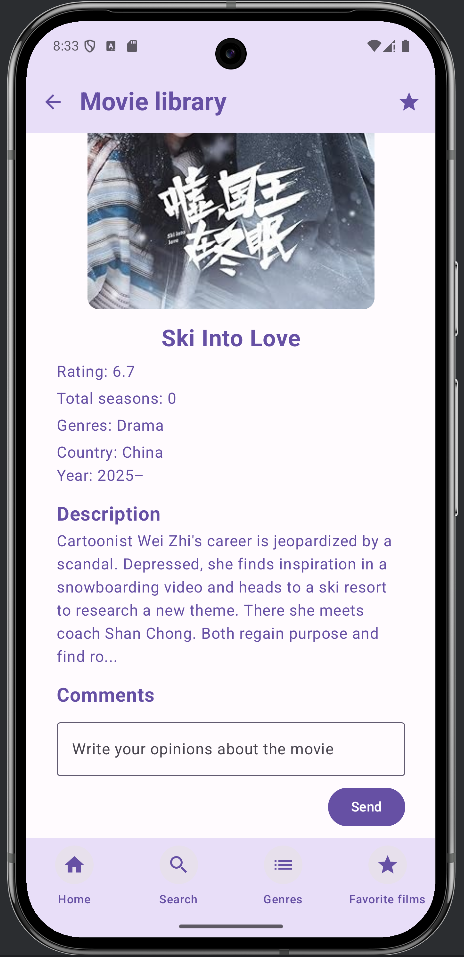 8:33
Movie library
嘘,国王
在冬眠
Ski into
love
Ski Into Love
Rating: 6.7
Total seasons: 0
Genres: Drama
Country: China
Year: 2025–
Description
Cartoonist Wei Zhi's career is jeopardized by a
scandal. Depressed, she finds inspiration in a
snowboarding video and heads to a ski resort
to research a new theme. There she meets
coach Shan Chong. Both regain purpose and
find ro...
Comments
Write your opinions about the movie
Send
Home
Search
Genres
Favorite films